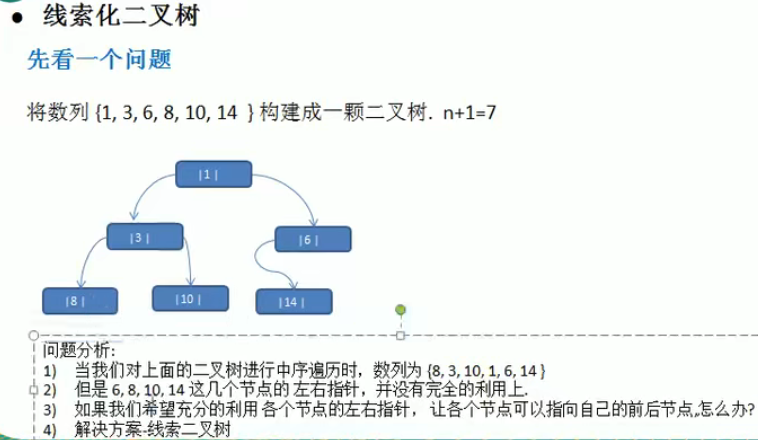 ● 线索化二叉树
先看一个问题
将数列 {1, 3, 6, 8, 10, 14 } 构建成一颗二叉树. n+1=7
|1 |
|3 |
|6 |
|8 |
|10 |
|14 |
问题分析:
1) 当我们对上面的二叉树进行中序遍历时，数列为 {8, 3, 10, 1, 6, 14 }
2) 但是 6, 8, 10, 14 这几个节点的 左右指针，并没有完全的利用上.
3) 如果我们希望充分的利用 各个节点的左右指针， 让各个节点可以指向自己的前后节点,怎么办?
4) 解决方案-线索二叉树